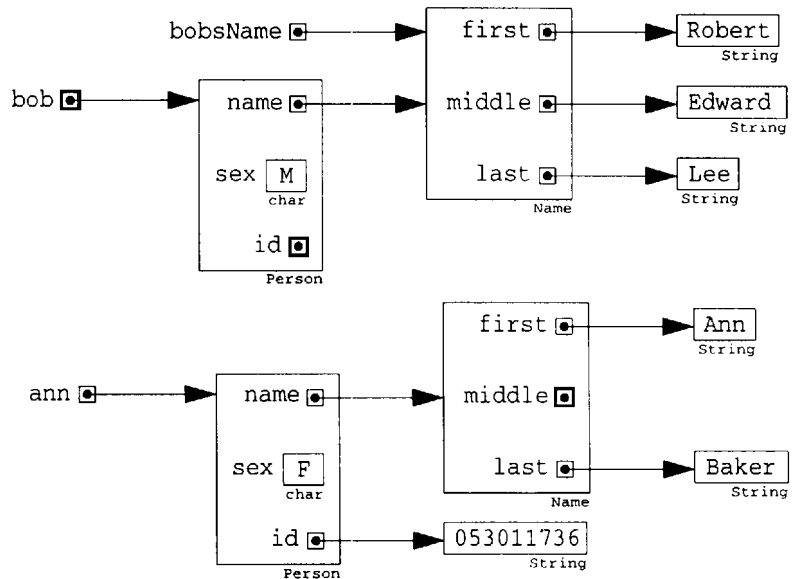 bobsName
first
Robert
String
bob
name
middle
Edward
String
sex M
char
last
Lee
String
Name
id
Person
first
Ann
String
ann
name
middle
sex F
char
last
Baker
String
Name
id
053011736
String
Person